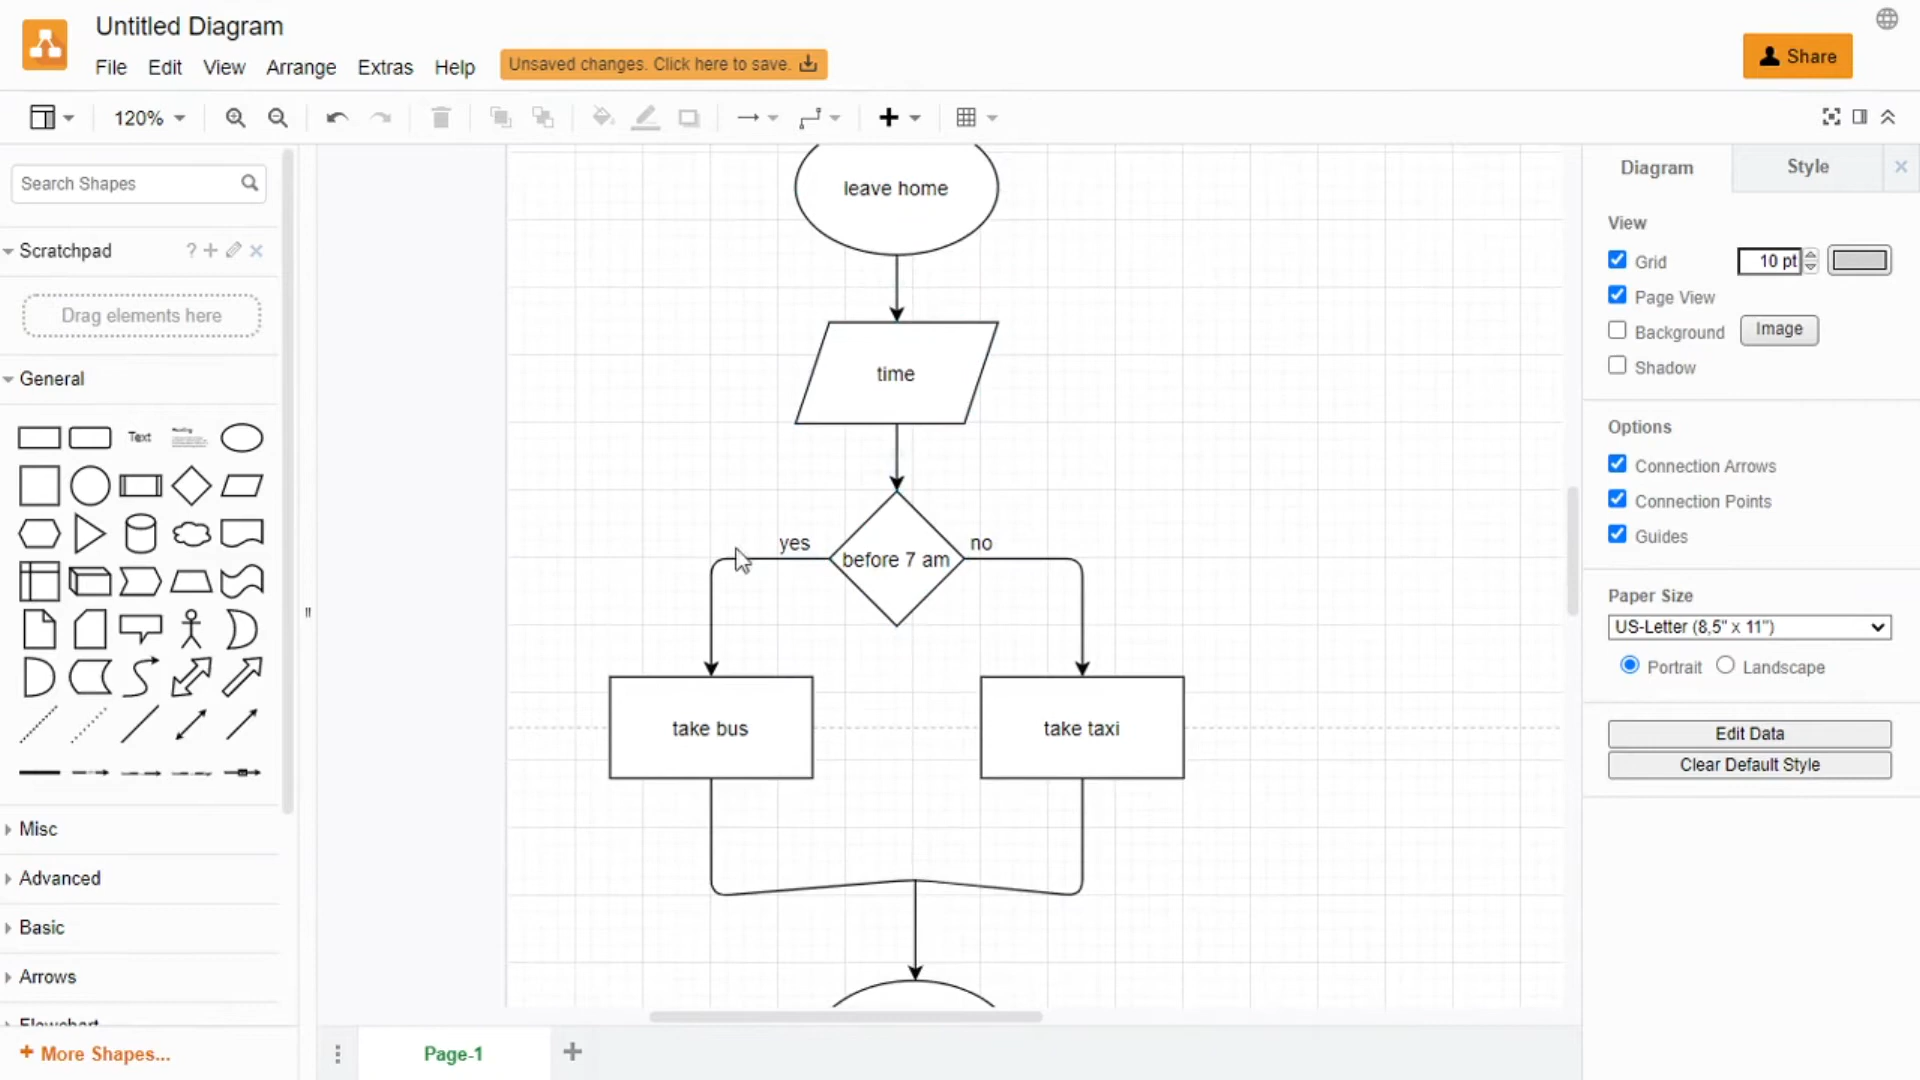 Untitled Diagram
File Edit View Arrange Extras Help Unsaved changes. Click here to save.
Share
120%
Search Shapes
Scratchpad ?
Drag elements here
General
Text
Misc
Advanced
Basic
Arrows
Flowchart
More Shapes...
leave home
time
yes
no
before 7 am
take bus
take taxi
Page-1
Diagram Style
View
Grid 10 pt
Page View
Background Image
Shadow
Options
Connection Arrows
Connection Points
Guides
Paper Size
US-Letter (8,5" x 11")
Portrait Landscape
Edit Data
Clear Default Style